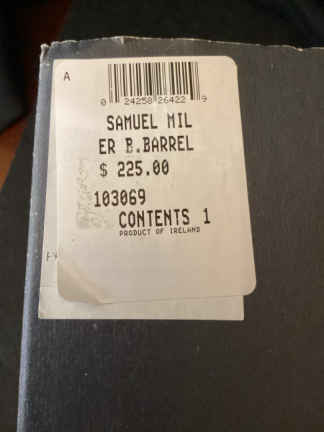 A
0 24258 26422 9
SAMUEL MIL
ER B.BARREL
$ 225.00
103069
CONTENTS 1
PRODUCT OF IRELAND